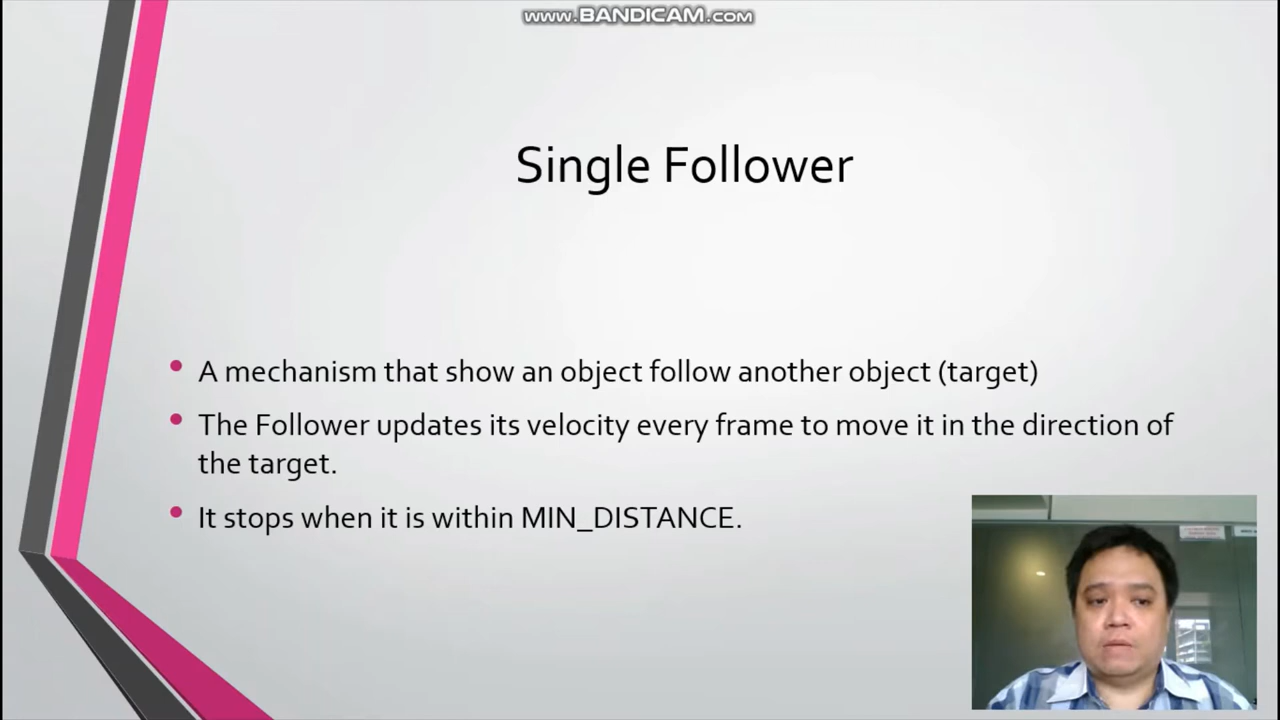 www.BANDICAM.com
Single Follower
• A mechanism that show an object follow another object (target)
• The Follower updates its velocity every frame to move it in the direction of
the target.
• It stops when it is within MIN_DISTANCE.